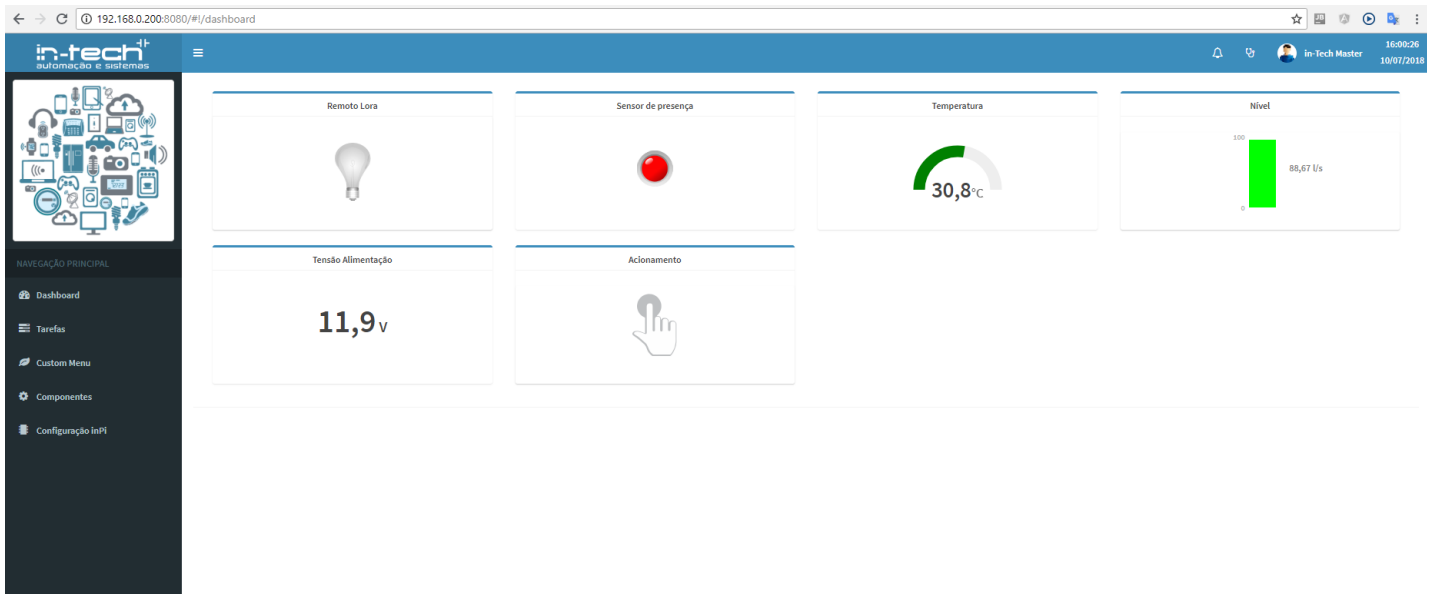 192.168.0.200:8080/#!/dashboard
in-tech
automação e sistemas
in-Tech Master
16:00:26
10/07/2018
NAVEGAÇÃO PRINCIPAL
Dashboard
Tarefas
Custom Menu
Componentes
Configuração inPi
Remoto Lora
Sensor de presença
Temperatura
30,8°C
Nível
100
88,67 l/s
0
Tensão Alimentação
11,9 V
Acionamento